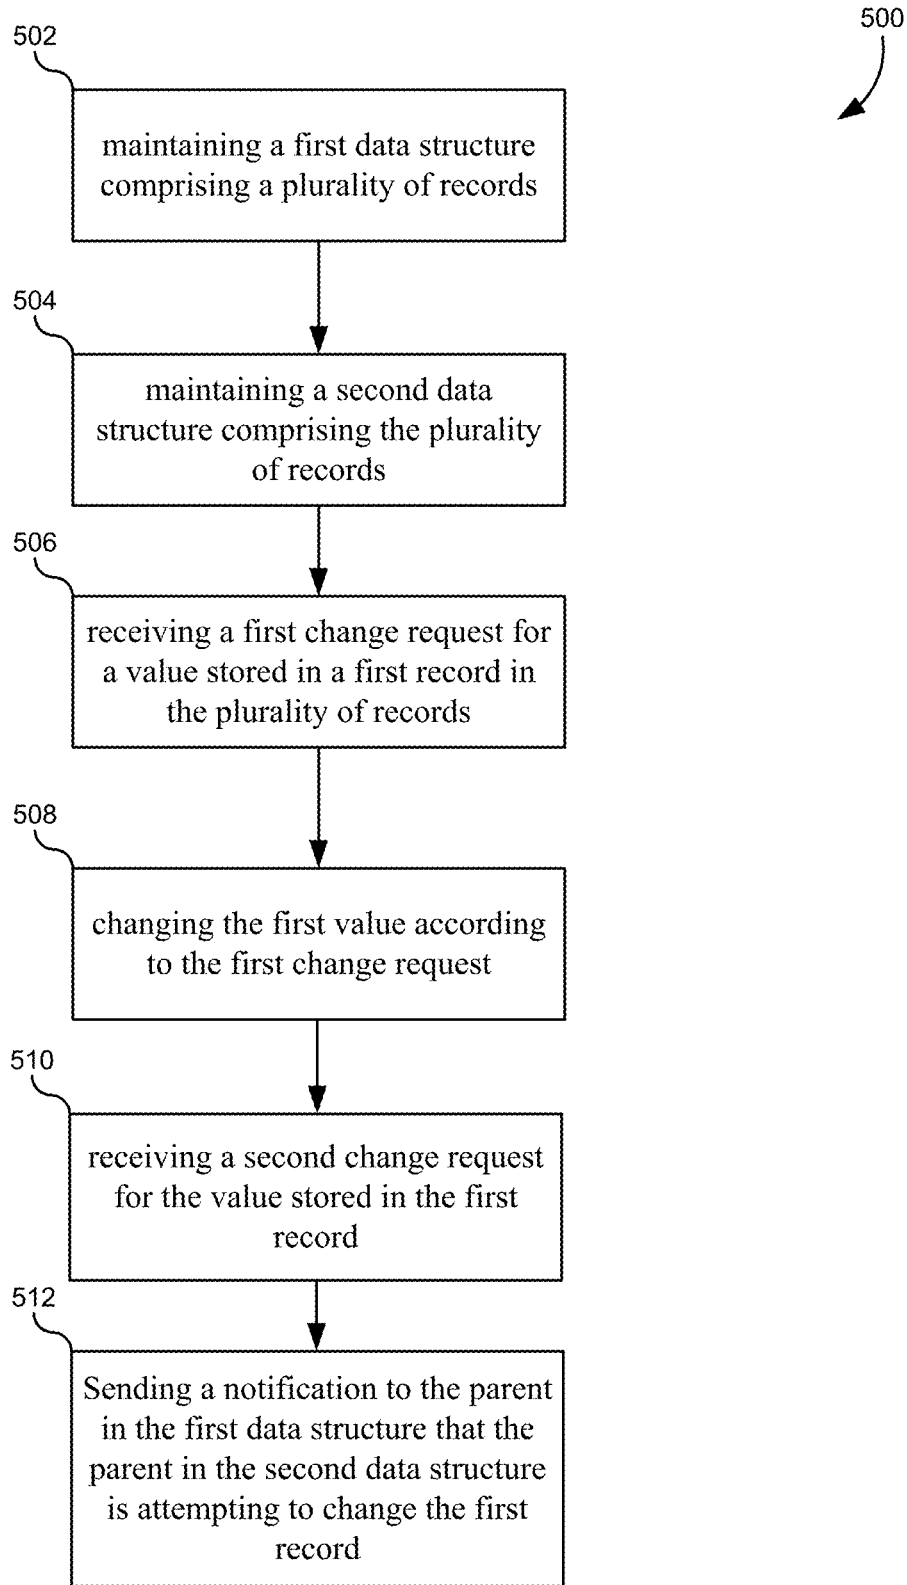 500
502
maintaining a first data structure
comprising a plurality of records
504
maintaining a second data
structure comprising the plurality
of records
506
receiving a first change request for
a value stored in a first record in
the plurality of records
508
changing the first value according
to the first change request
510
receiving a second change request
for the value stored in the first
record
512
Sending a notification to the parent
in the first data structure that the
parent in the second data structure
is attempting to change the first
record